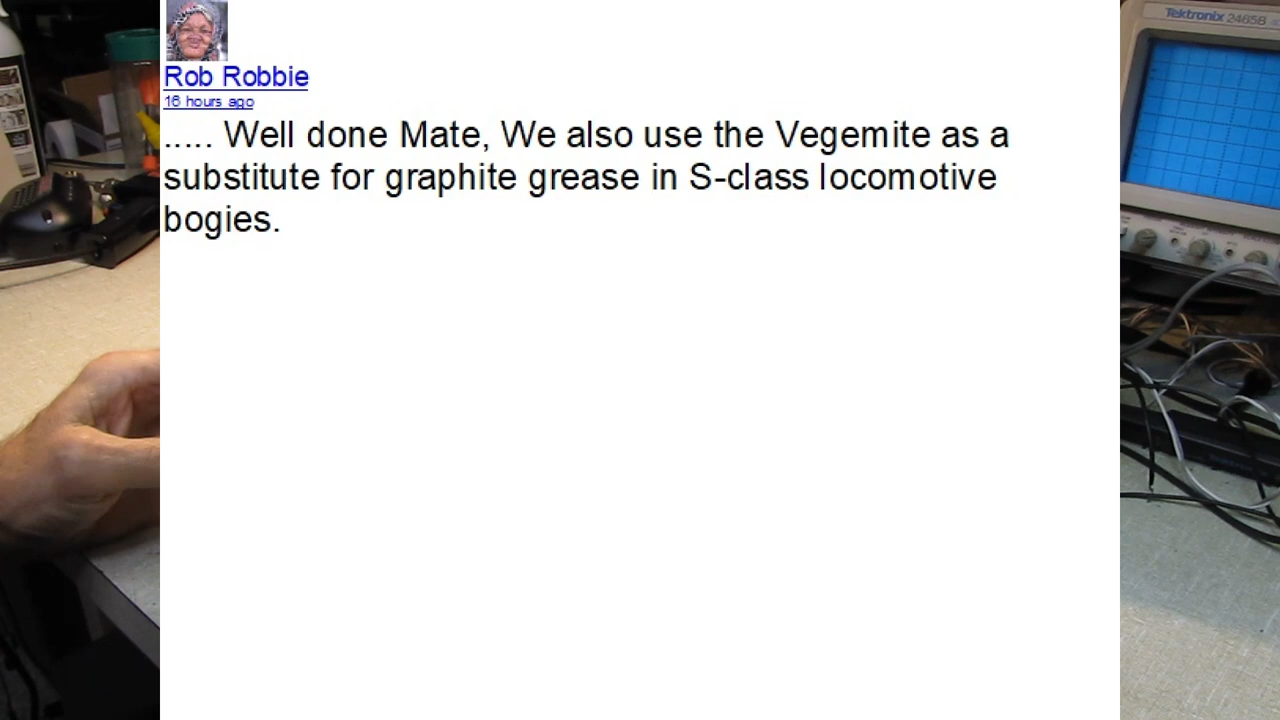 Rob Robbie
16 hours ago
..... Well done Mate, We also use the Vegemite as a
substitute for graphite grease in S-class locomotive
bogies.
Tektronix 2465B